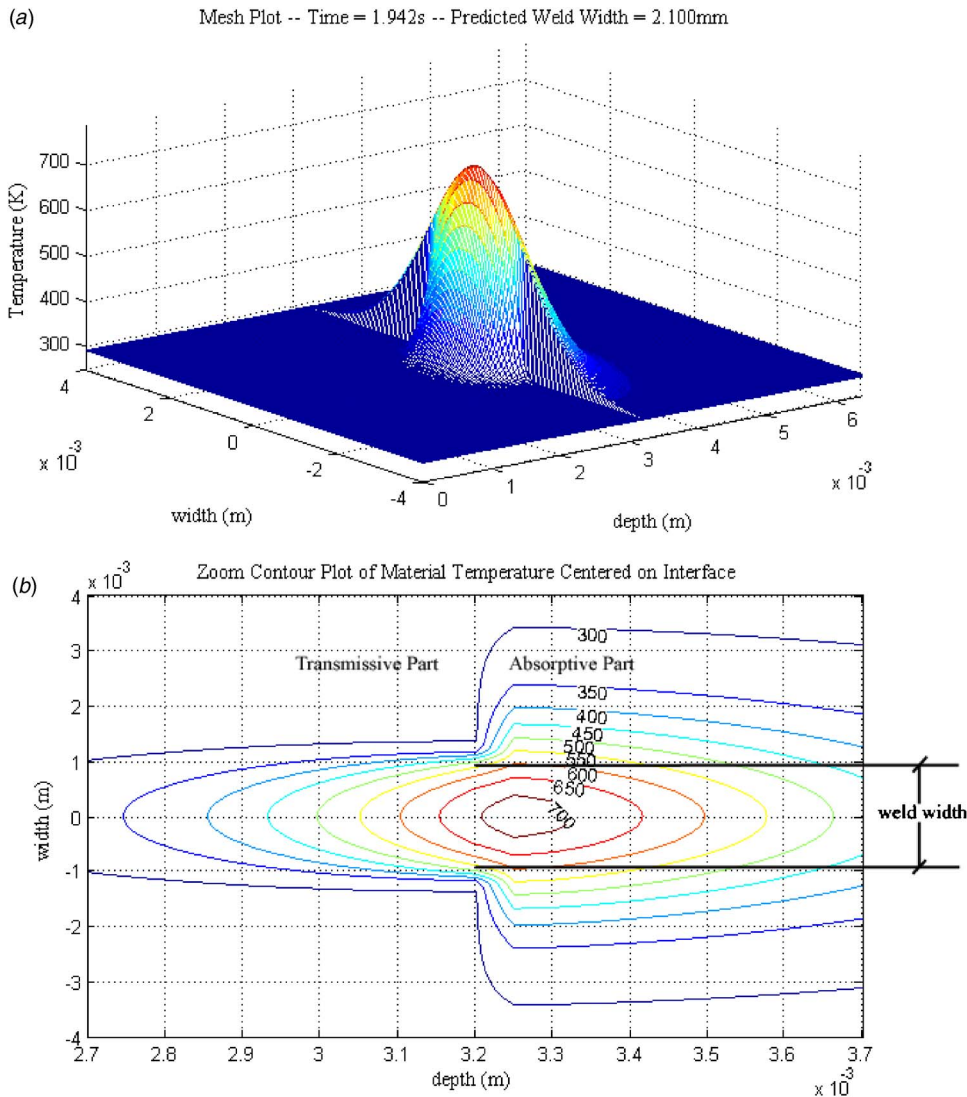 (a)
Mesh Plot -- Time = 1.942s -- Predicted Weld Width = 2.100mm
700
600
500
400
300
Temperature (K)
4
2
0
-2
-4
x 10⁻³
width (m)
0
1
2
3
4
5
6
x 10⁻³
depth (m)
(b)
x 10⁻³
Zoom Contour Plot of Material Temperature Centered on Interface
4
3
2
1
0
-1
-2
-3
-4
width (m)
Transmissive Part
Absorptive Part
300
350
400
450
500
550
600
650
700
weld width
2.7
2.8
2.9
3
3.1
3.2
3.3
3.4
3.5
3.6
3.7
depth (m)
x 10⁻³